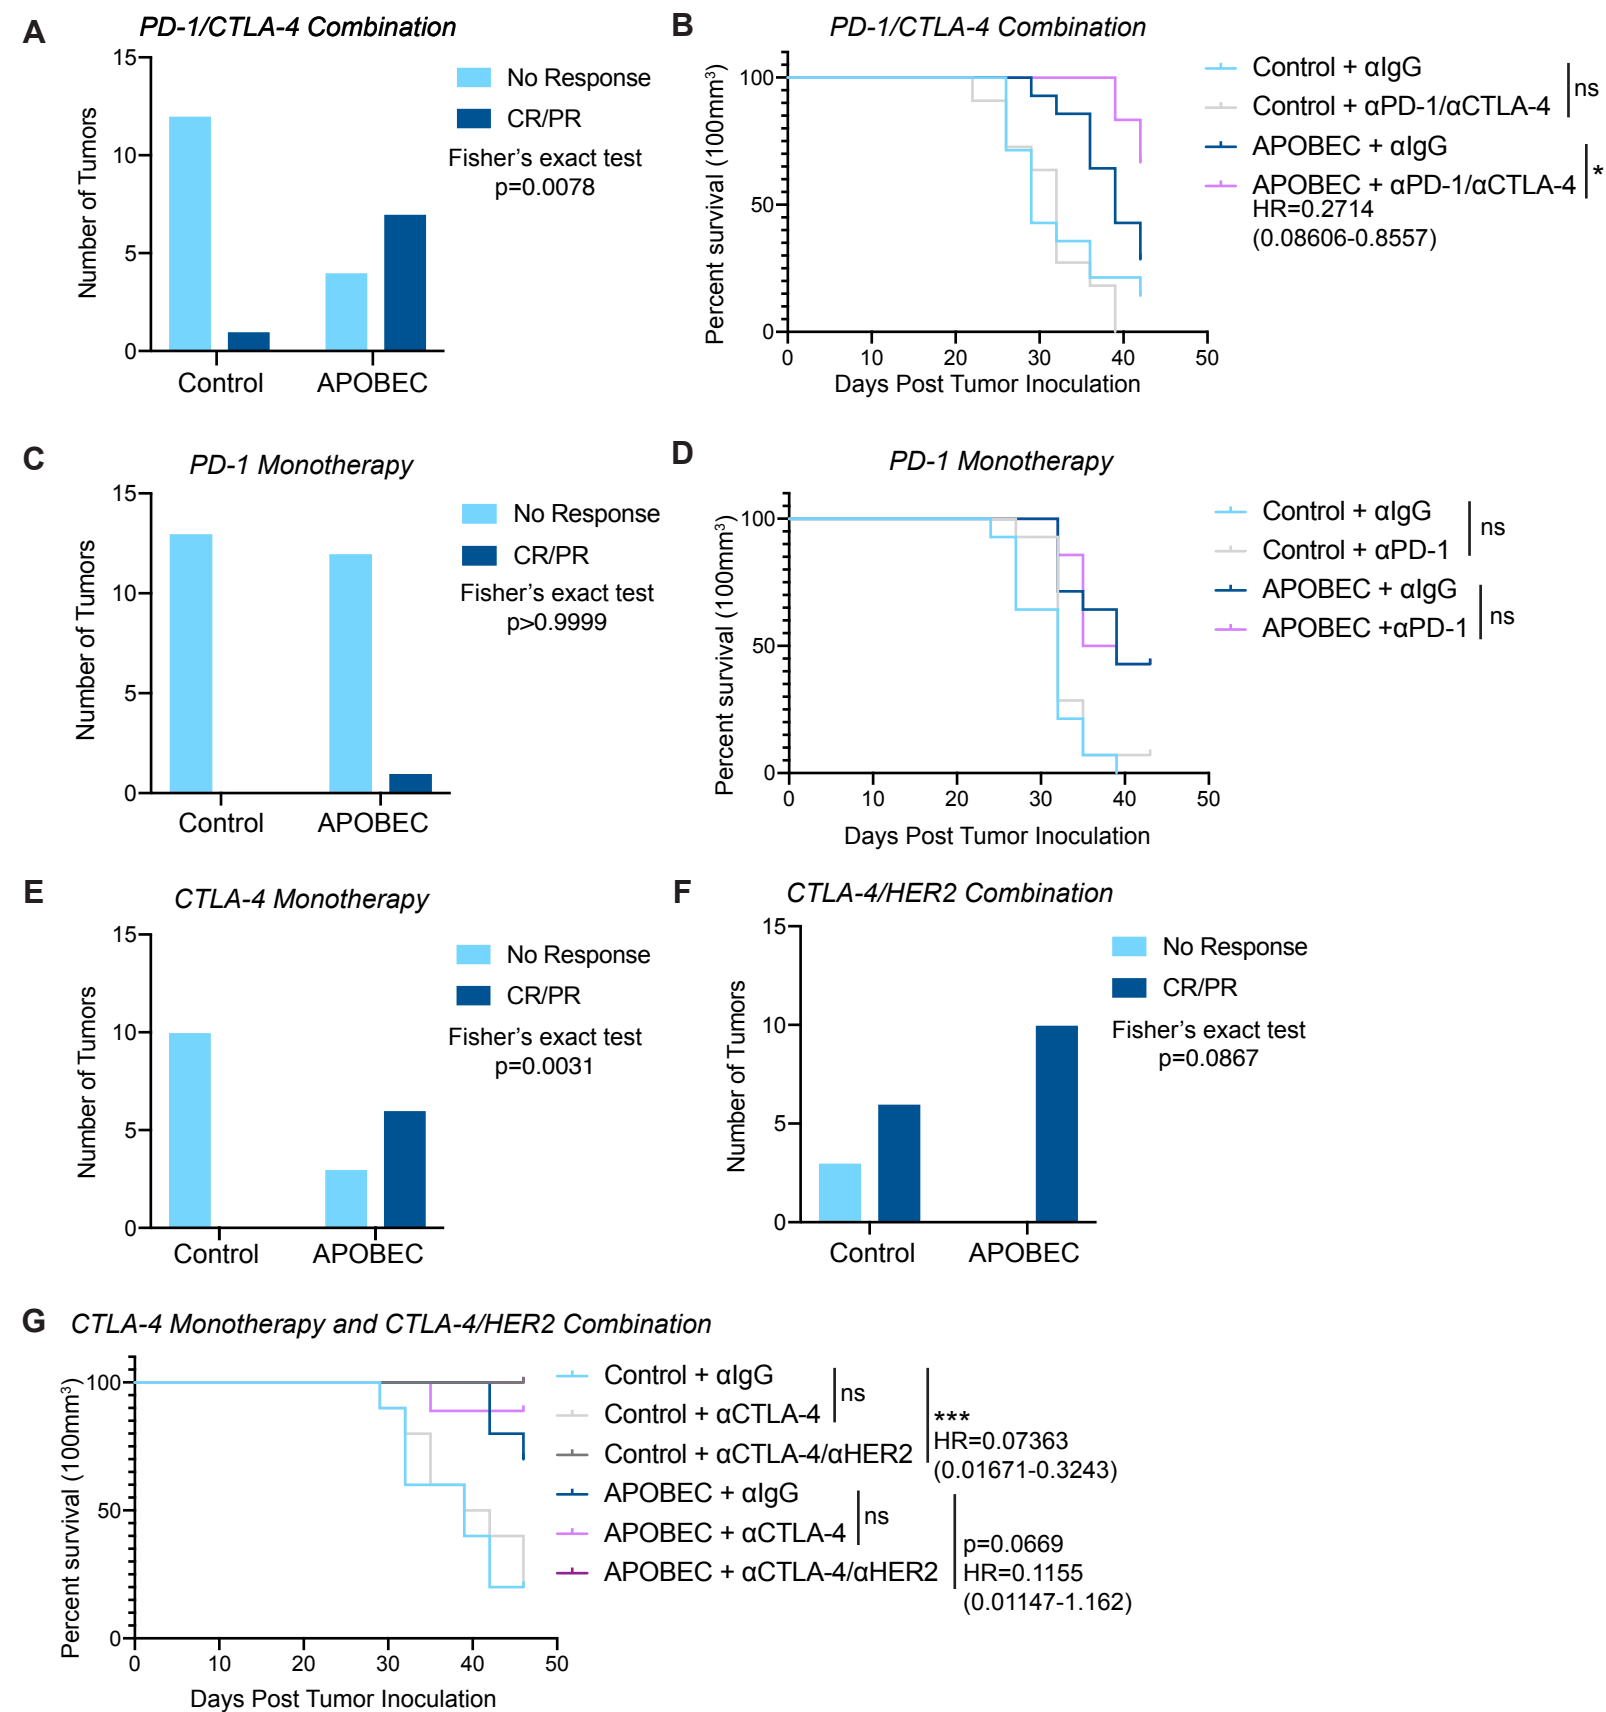 A
PD-1/CTLA-4 Combination
15
10
5
0
Number of Tumors
Control
APOBEC
No Response
CR/PR
Fisher’s exact test
p=0.0078
B
PD-1/CTLA-4 Combination
100
50
0
Percent survival (100mm³)
0 10 20 30 40 50
Days Post Tumor Inoculation
Control + αIgG
Control + αPD-1/αCTLA-4
ns
APOBEC + αIgG
APOBEC + αPD-1/αCTLA-4
*
HR=0.2714
(0.08606-0.8557)
C
PD-1 Monotherapy
15
10
5
0
Number of Tumors
Control
APOBEC
No Response
CR/PR
Fisher’s exact test
p>0.9999
D
PD-1 Monotherapy
100
50
0
Percent survival (100mm³)
0 10 20 30 40 50
Days Post Tumor Inoculation
Control + αIgG
Control + αPD-1
ns
APOBEC + αIgG
APOBEC +αPD-1
ns
E
CTLA-4 Monotherapy
15
10
5
0
Number of Tumors
Control
APOBEC
No Response
CR/PR
Fisher’s exact test
p=0.0031
F
CTLA-4/HER2 Combination
15
10
5
0
Number of Tumors
Control
APOBEC
No Response
CR/PR
Fisher’s exact test
p=0.0867
G
CTLA-4 Monotherapy and CTLA-4/HER2 Combination
100
50
0
Percent survival (100mm³)
0 10 20 30 40 50
Days Post Tumor Inoculation
Control + αIgG
Control + αCTLA-4
ns
Control + αCTLA-4/αHER2
***
HR=0.07363
(0.01671-0.3243)
APOBEC + αIgG
APOBEC + αCTLA-4
ns
APOBEC + αCTLA-4/αHER2
p=0.0669
HR=0.1155
(0.01147-1.162)